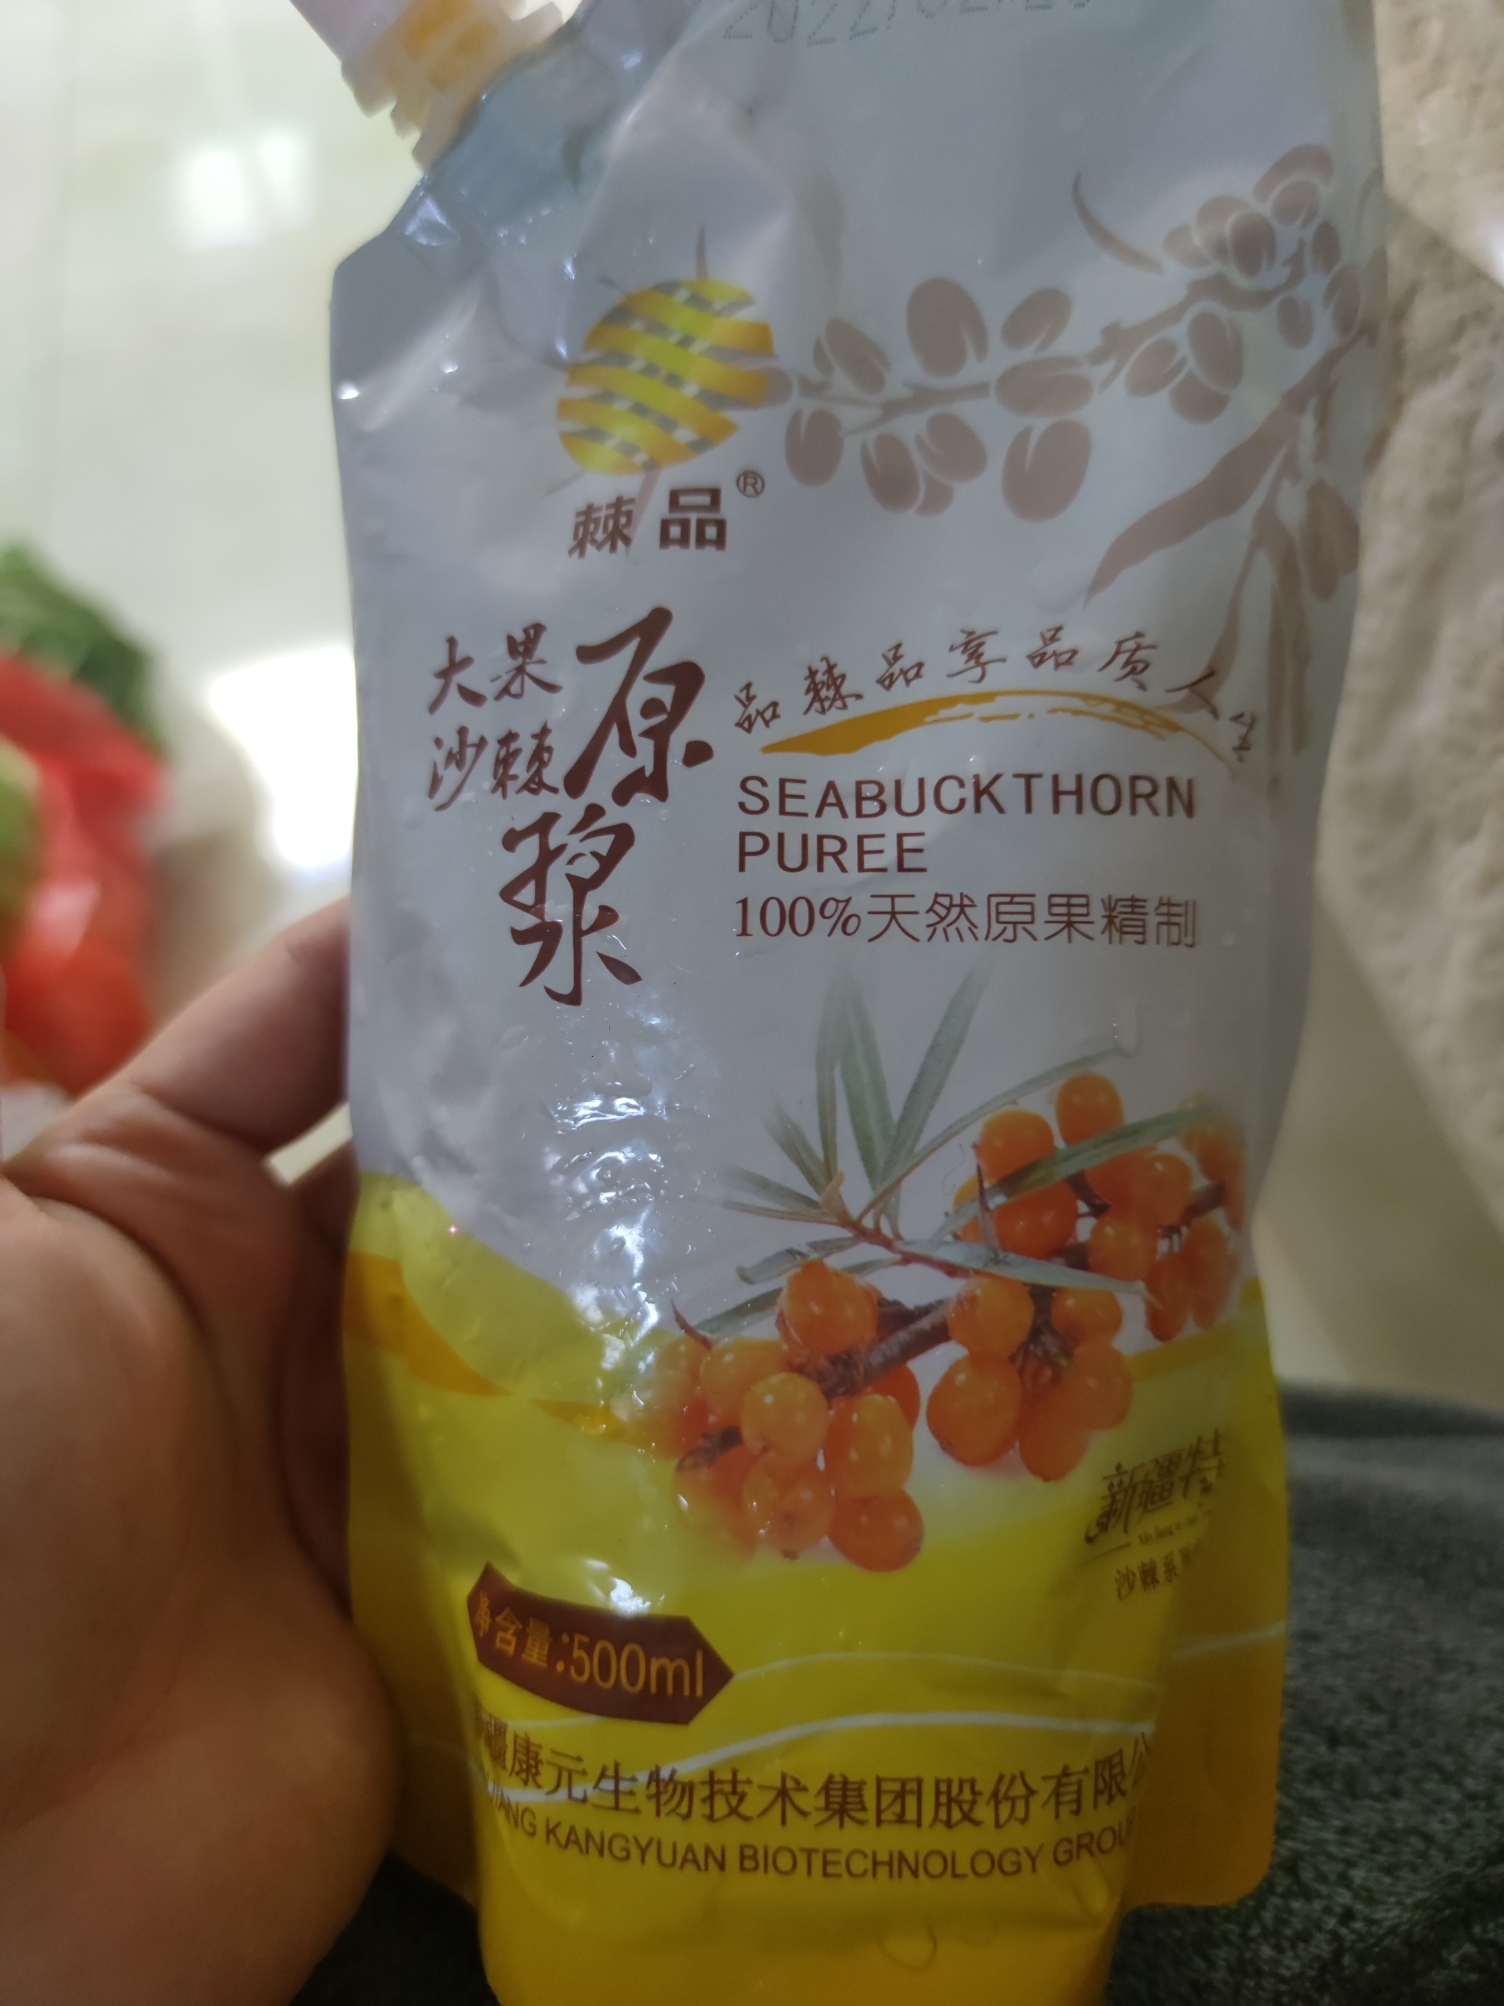 棘品®
大果
沙棘
原浆
品棘品享品质人生
SEABUCKTHORN
PUREE
100%天然原果精制
新疆特
沙棘系
净含量:500ml
疆康元生物技术集团股份有限公
JIANG KANGYUAN BIOTECHNOLOGY GROU